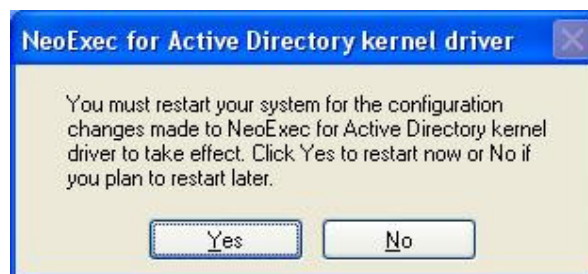 NeoExec for Active Directory kernel driver
You must restart your system for the configuration
changes made to NeoExec for Active Directory kernel
driver to take effect. Click Yes to restart now or No if
you plan to restart later.
Yes No